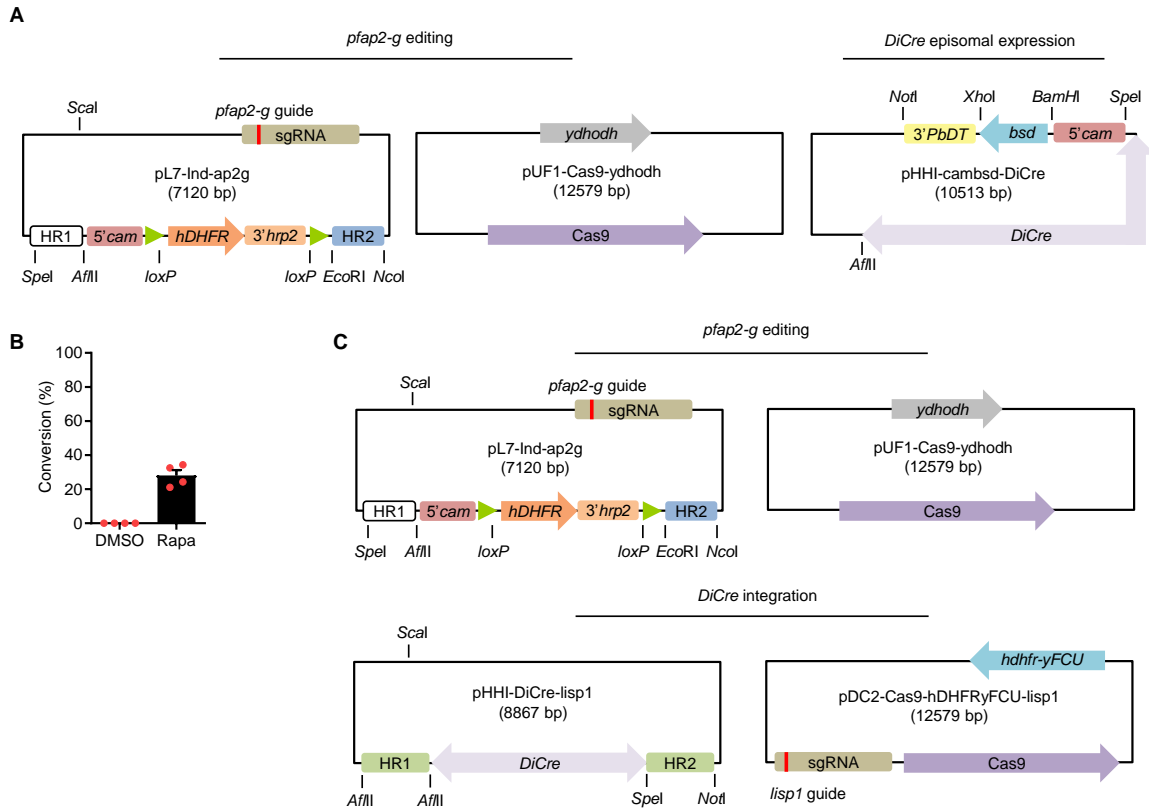 A
pfap2-g editing
DiCre episomal expression
ScaI
pfap2-g guide
sgRNA
pL7-Ind-ap2g
(7120 bp)
HR1
5'cam
hDHFR
3'hrp2
HR2
SpeI
AflII
loxP
loxP
EcoRI
NcoI
ydhodh
pUF1-Cas9-ydhodh
(12579 bp)
Cas9
NotI
XhoI
BamHI
SpeI
3'PbDT
bsd
5'cam
pHHI-cambsd-DiCre
(10513 bp)
DiCre
AflII
B
Conversion (%)
100
80
60
40
20
0
DMSO
Rapa
C
pfap2-g editing
ScaI
pfap2-g guide
sgRNA
pL7-Ind-ap2g
(7120 bp)
HR1
5'cam
hDHFR
3'hrp2
HR2
SpeI
AflII
loxP
loxP
EcoRI
NcoI
ydhodh
pUF1-Cas9-ydhodh
(12579 bp)
Cas9
DiCre integration
ScaI
pHHI-DiCre-lisp1
(8867 bp)
HR1
DiCre
HR2
AflII
AflII
SpeI
NotI
hdhfr-yFCU
pDC2-Cas9-hDHFRyFCU-lisp1
(12579 bp)
sgRNA
Cas9
lisp1 guide